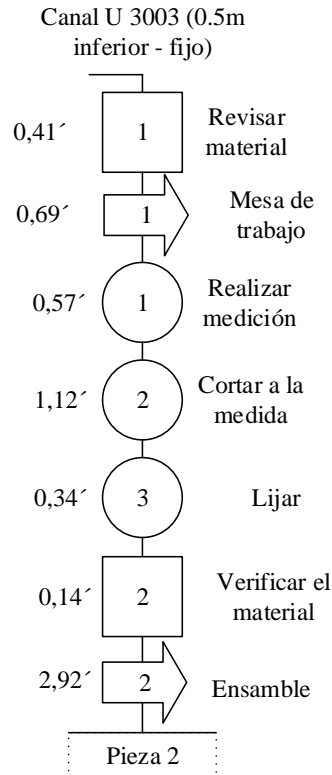 Canal U 3003 (0.5m
inferior - fijo)
0,41´ 1 Revisar
material
0,69´ 1 Mesa de
trabajo
0,57´ 1 Realizar
medición
1,12´ 2 Cortar a la
medida
0,34´ 3 Lijar
0,14´ 2 Verificar el
material
2,92´ 2 Ensamble
Pieza 2